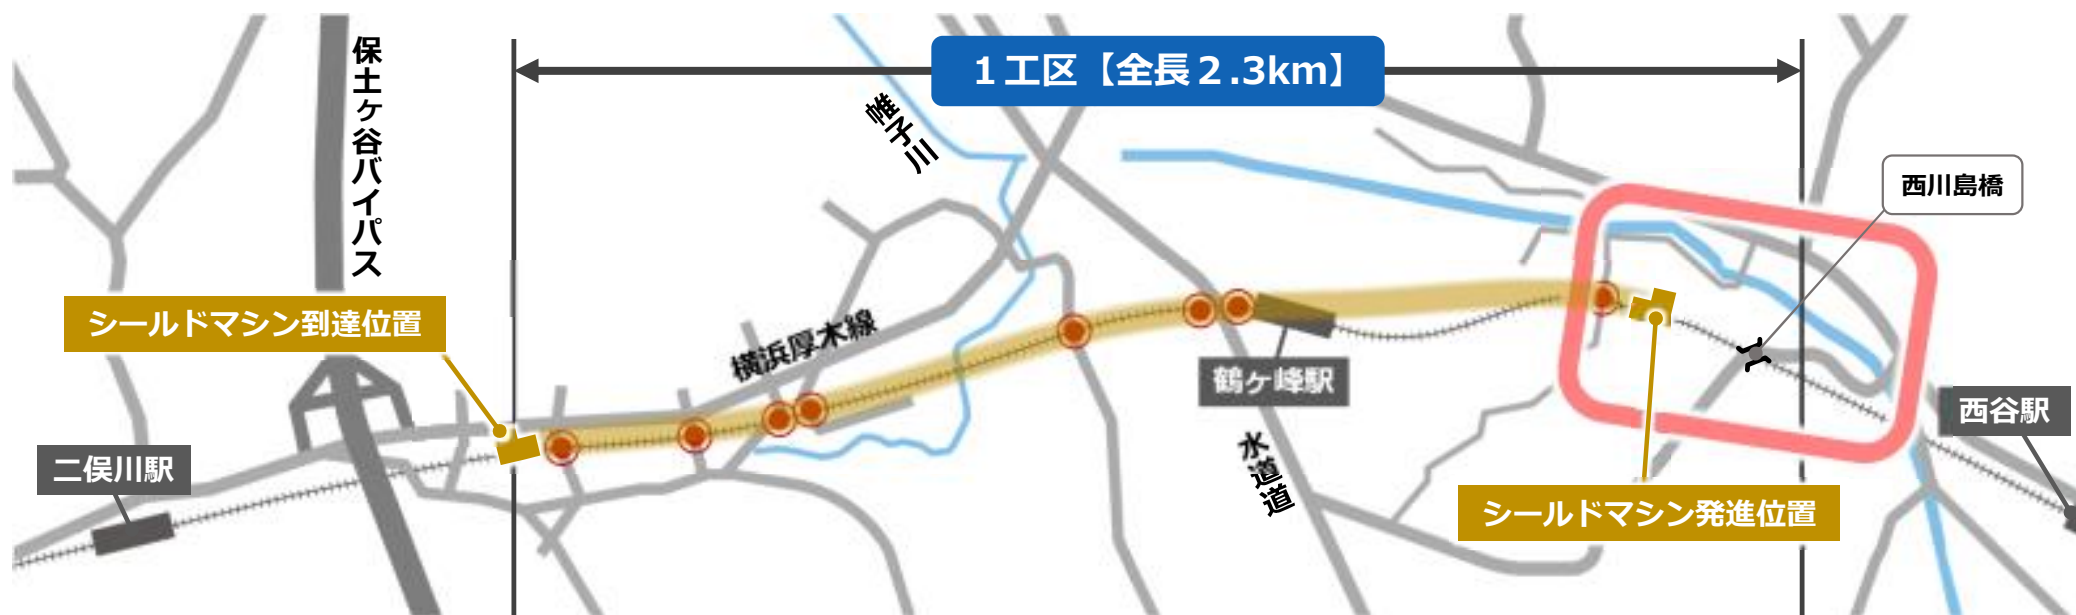 保土ヶ谷バイパス
１工区【全長２.3km】
帷子川
西川島橋
シールドマシン到達位置
横浜厚木線
鶴ヶ峰駅
西谷駅
水道道
二俣川駅
シールドマシン発進位置